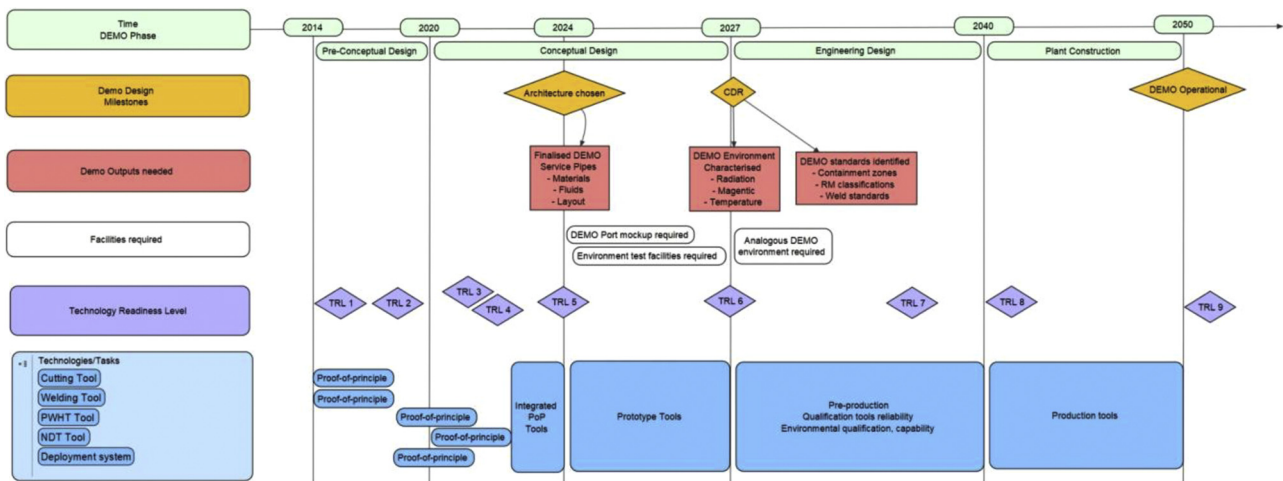 Time
DEMO Phase
2014
2020
2024
2027
2040
2050
Pre-Conceptual Design
Conceptual Design
Engineering Design
Plant Construction
Demo Design
Milestones
Architecture chosen
CDR
DEMO Operational
Demo Outputs needed
Finalised DEMO
Service Pipes
- Materials
- Fluids
- Layout
DEMO Environment
Characterised
- Radiation
- Magentic
- Temperature
DEMO standards identified
- Containment zones
- RM classifications
- Weld standards
Facilities required
DEMO Port mockup required
Environment test facilities required
Analogous DEMO
environment required
Technology Readiness Level
TRL 1
TRL 2
TRL 3
TRL 4
TRL 5
TRL 6
TRL 7
TRL 8
TRL 9
Technologies/Tasks
Cutting Tool
Welding Tool
PWHT Tool
NDT Tool
Deployment system
Proof-of-principle
Proof-of-principle
Proof-of-principle
Proof-of-principle
Proof-of-principle
Integrated
PoP
Tools
Prototype Tools
Pre-production
Qualification tools reliability
Environmental qualification, capability
Production tools